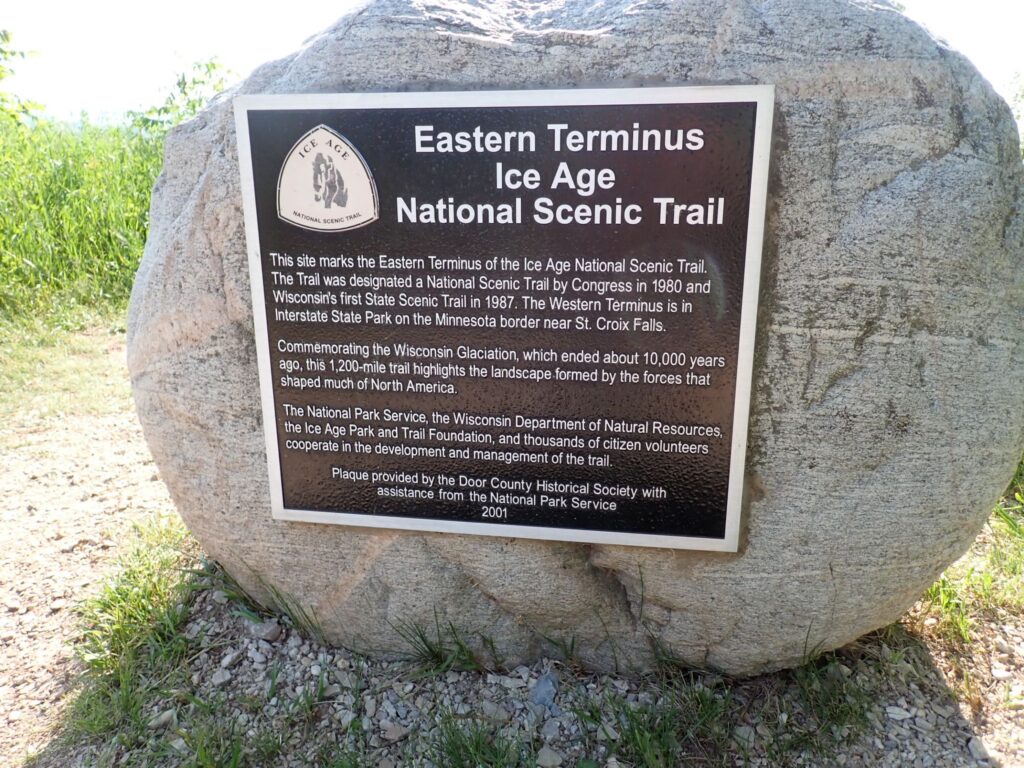 ICE AGE
NATIONAL SCENIC TRAIL
Eastern Terminus
Ice Age
National Scenic Trail
This site marks the Eastern Terminus of the Ice Age National Scenic Trail.
The Trail was designated a National Scenic Trail by Congress in 1980 and
Wisconsin's first State Scenic Trail in 1987. The Western Terminus is in
Interstate State Park on the Minnesota border near St. Croix Falls.
Commemorating the Wisconsin Glaciation, which ended about 10,000 years
ago, this 1,200-mile trail highlights the landscape formed by the forces that
shaped much of North America.
The National Park Service, the Wisconsin Department of Natural Resources,
the Ice Age Park and Trail Foundation, and thousands of citizen volunteers
cooperate in the development and management of the trail.
Plaque provided by the Door County Historical Society with
assistance from the National Park Service
2001